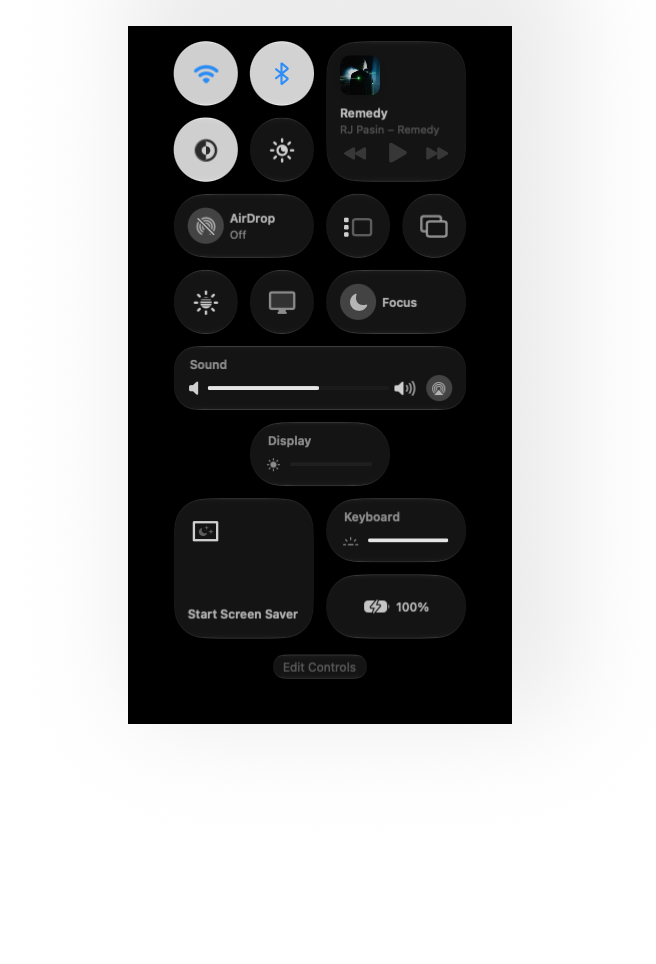 Remedy
RJ Pasin – Remedy
AirDrop
Off
Focus
Sound
Display
Keyboard
Start Screen Saver
100%
Edit Controls